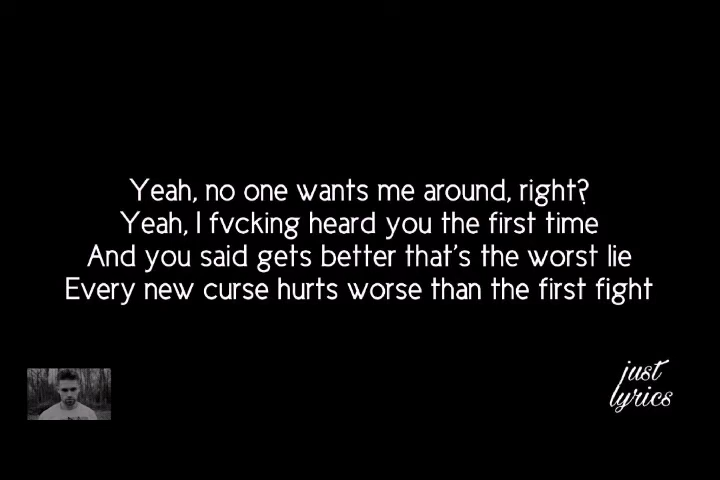 Yeah, no one wants me around, right?
Yeah, I fvcking heard you the first time
And you said gets better that's the worst lie
Every new curse hurts worse than the first fight
just
lyrics